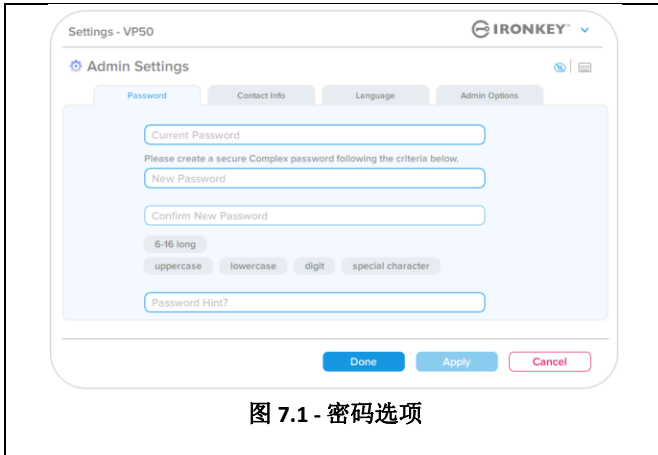 Settings - VP50
IRONKEY™
Admin Settings
Password Contact Info Language Admin Options
Current Password
Please create a secure Complex password following the criteria below.
New Password
Confirm New Password
6-16 long
uppercase lowercase digit special character
Password Hint?
Done Apply Cancel
图 7.1 - 密码选项